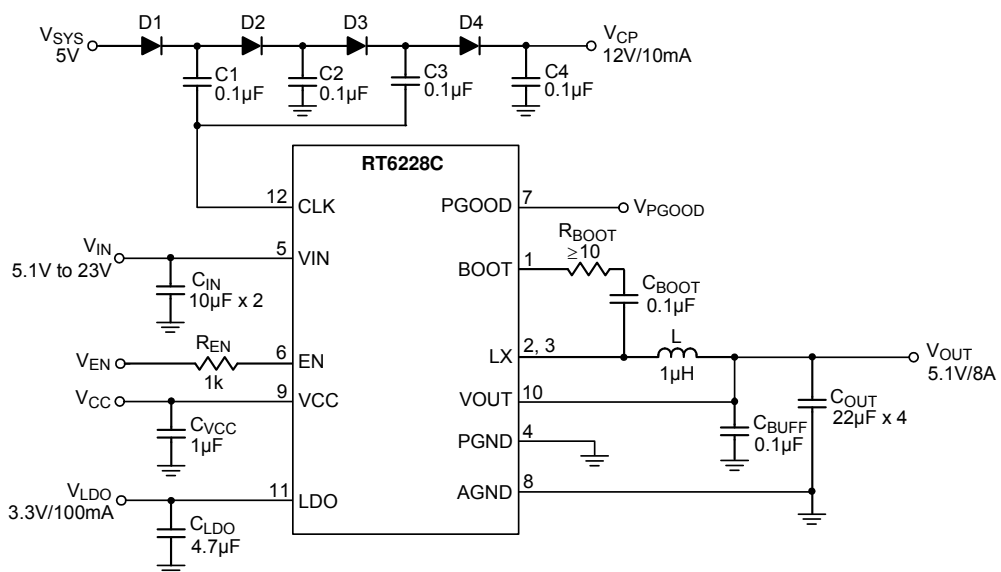 D1
D2
D3
D4
VSYS
5V
VCP
12V/10mA
C1
0.1µF
C2
0.1µF
C3
0.1µF
C4
0.1µF
RT6228C
12
CLK
PGOOD
7
VPGOOD
VIN
5.1V to 23V
5
VIN
CIN
10µF x 2
BOOT
1
RBOOT
≥10
CBOOT
0.1µF
VEN
REN
1k
6
EN
LX
2, 3
L
1µH
VOUT
5.1V/8A
VCC
9
VCC
CVCC
1µF
VOUT
10
CBUFF
0.1µF
COUT
22µF x 4
PGND
4
AGND
8
VLDO
3.3V/100mA
11
LDO
CLDO
4.7µF